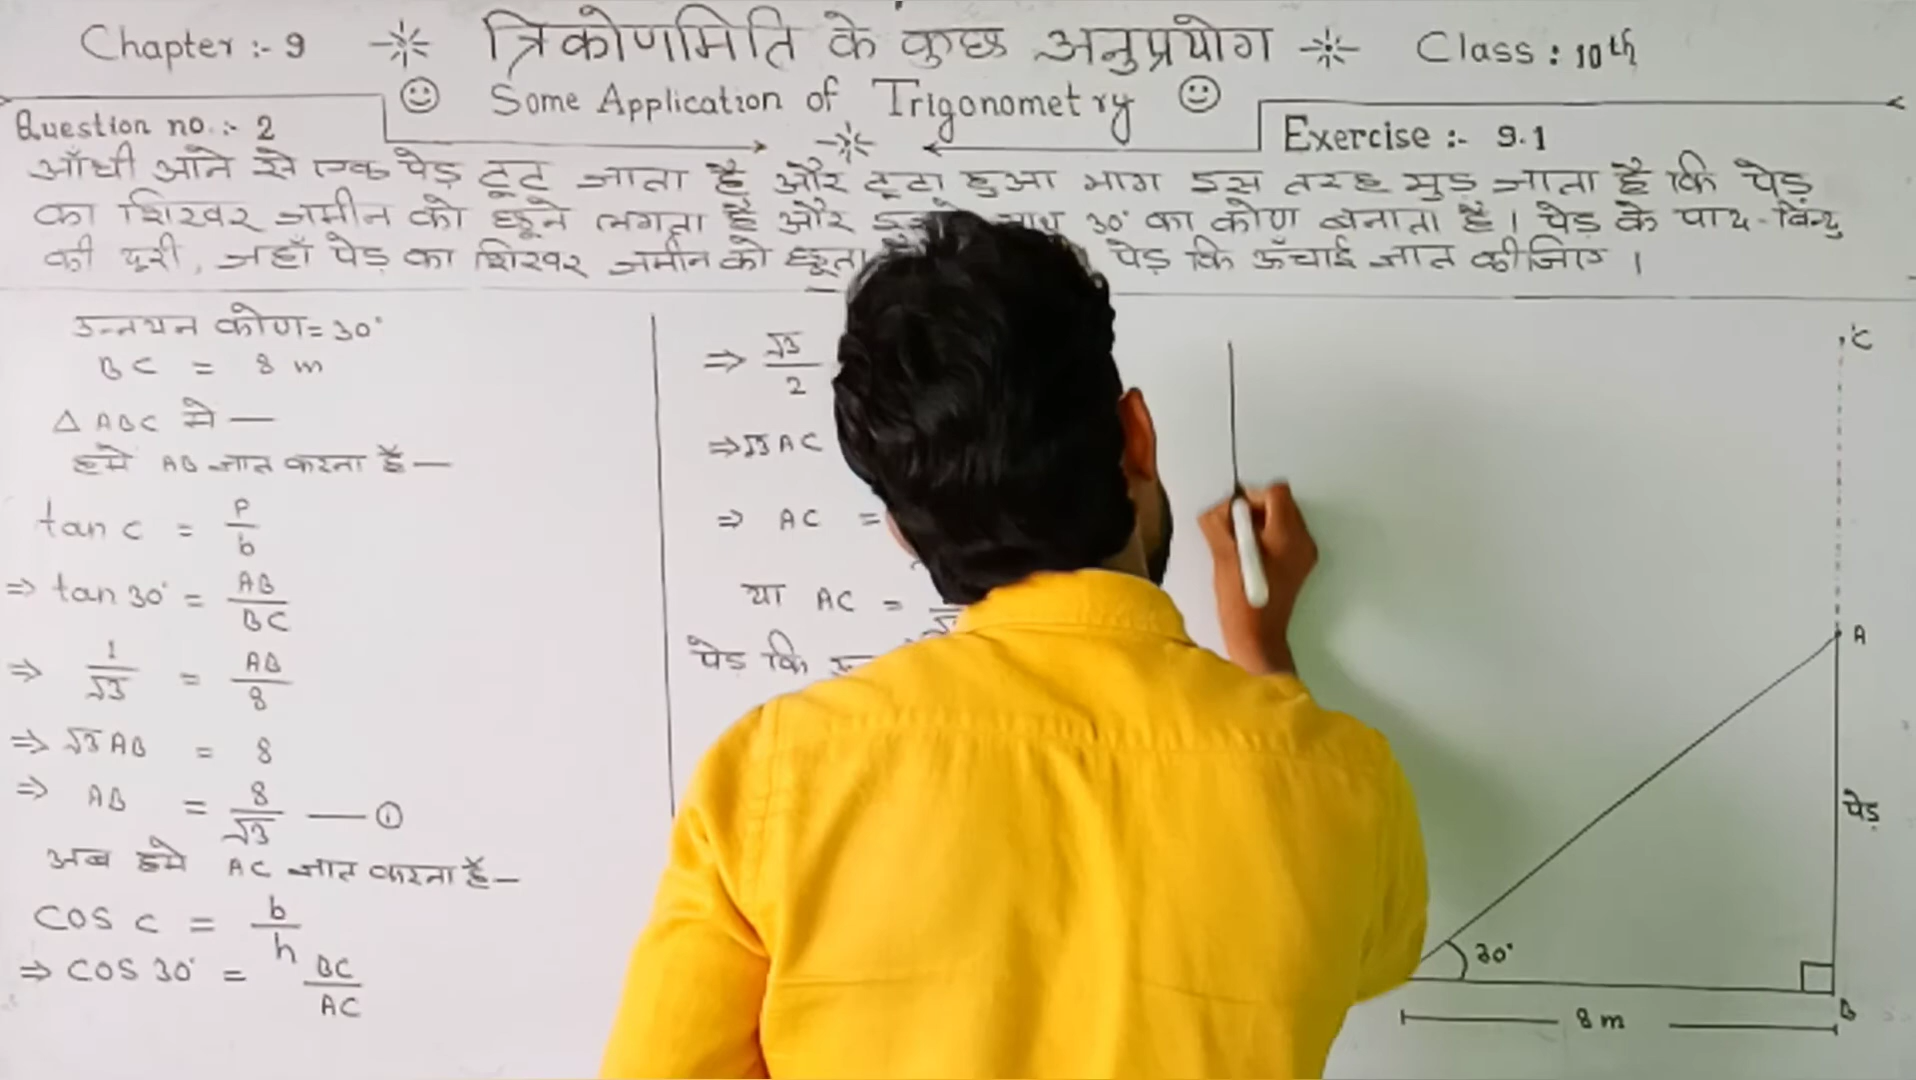 Chapter :- 9 त्रिकोणमिति के कुछ अनुप्रयोग Class : 10th
Some Application of Trigonometry
Question no. :- 2
Exercise :- 9.1
आँधी आने से एक पेड़ टूट जाता है और टूटा हुआ भाग इस तरह मुड़ जाता है कि पेड़
का शिखर जमीन को छूने लगता है और 30° का कोण बनाता है। पेड़ के पाद-बिन्दु
की दूरी, जहाँ पेड़ का शिखर जमीन को छूता पेड़ कि ऊँचाई ज्ञात कीजिए ।
उन्नयन कोण = 30°
BC = 8 m
△ ABC मे —
हमे AB ज्ञात करना है —
tan C = P/b
⇒ tan 30° = AB/BC
⇒ 1/√3 = AB/8
⇒ √3 AB = 8
⇒ AB = 8/√3 — ①
अब हमे AC ज्ञात करना है —
cos C = b/h
⇒ cos 30° = BC/AC
⇒ √3/2
⇒ √3 AC
⇒ AC =
या AC =
पेड़ कि
C
A
पेड़
30°
B
8 m